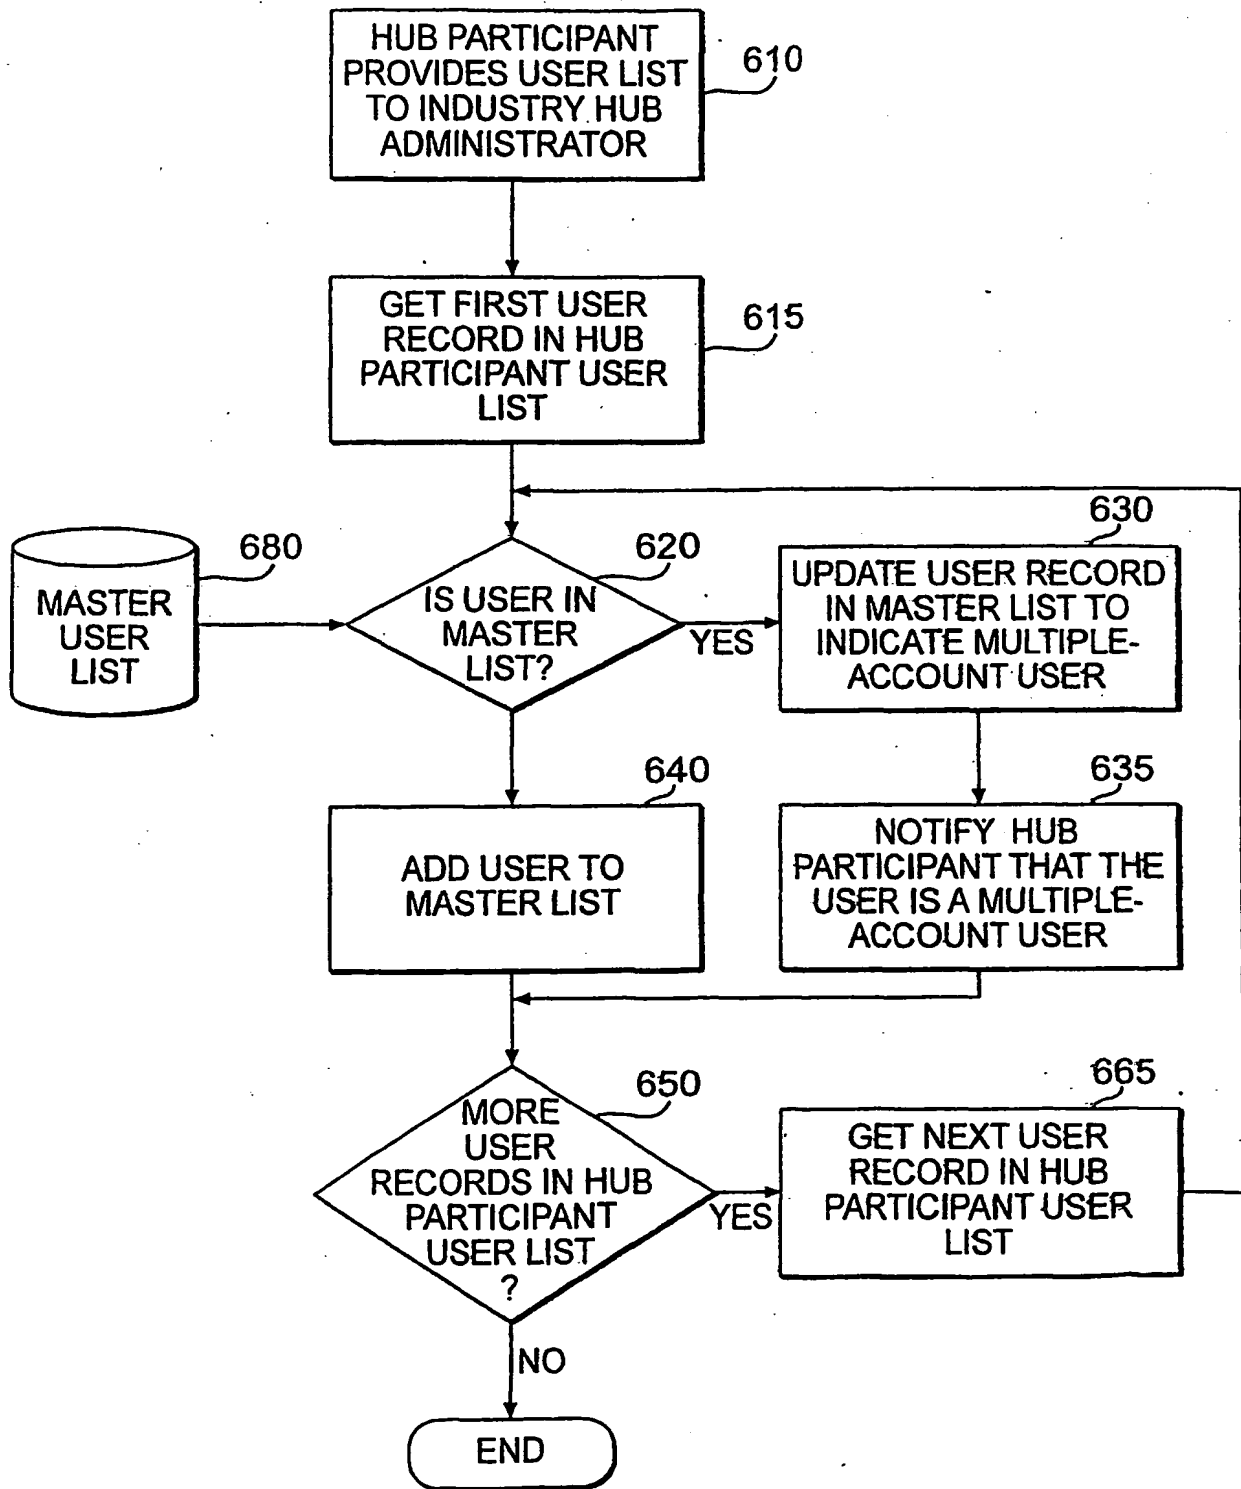 HUB PARTICIPANT
PROVIDES USER LIST
TO INDUSTRY HUB
ADMINISTRATOR
610
GET FIRST USER
RECORD IN HUB
PARTICIPANT USER
LIST
615
MASTER
USER
LIST
680
IS USER IN
MASTER
LIST?
620
YES
630
UPDATE USER RECORD
IN MASTER LIST TO
INDICATE MULTIPLE-
ACCOUNT USER
640
ADD USER TO
MASTER LIST
635
NOTIFY HUB
PARTICIPANT THAT THE
USER IS A MULTIPLE-
ACCOUNT USER
650
MORE
USER
RECORDS IN HUB
PARTICIPANT
USER LIST
?
YES
665
GET NEXT USER
RECORD IN HUB
PARTICIPANT USER
LIST
NO
END